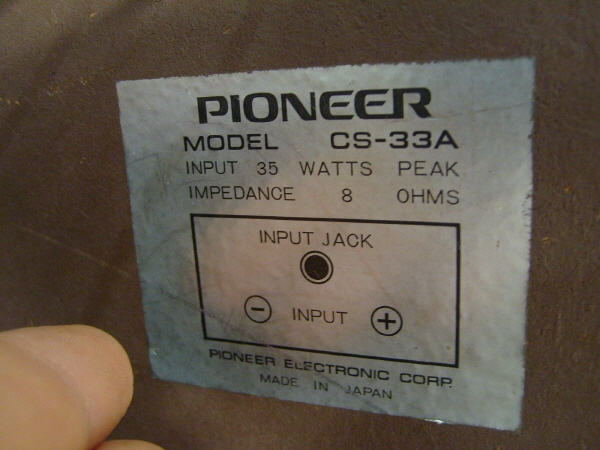 PIONEER
MODEL CS-33A
INPUT 35 WATTS PEAK
IMPEDANCE 8 OHMS
INPUT JACK
- INPUT +
PIONEER ELECTRONIC CORP.
MADE IN JAPAN